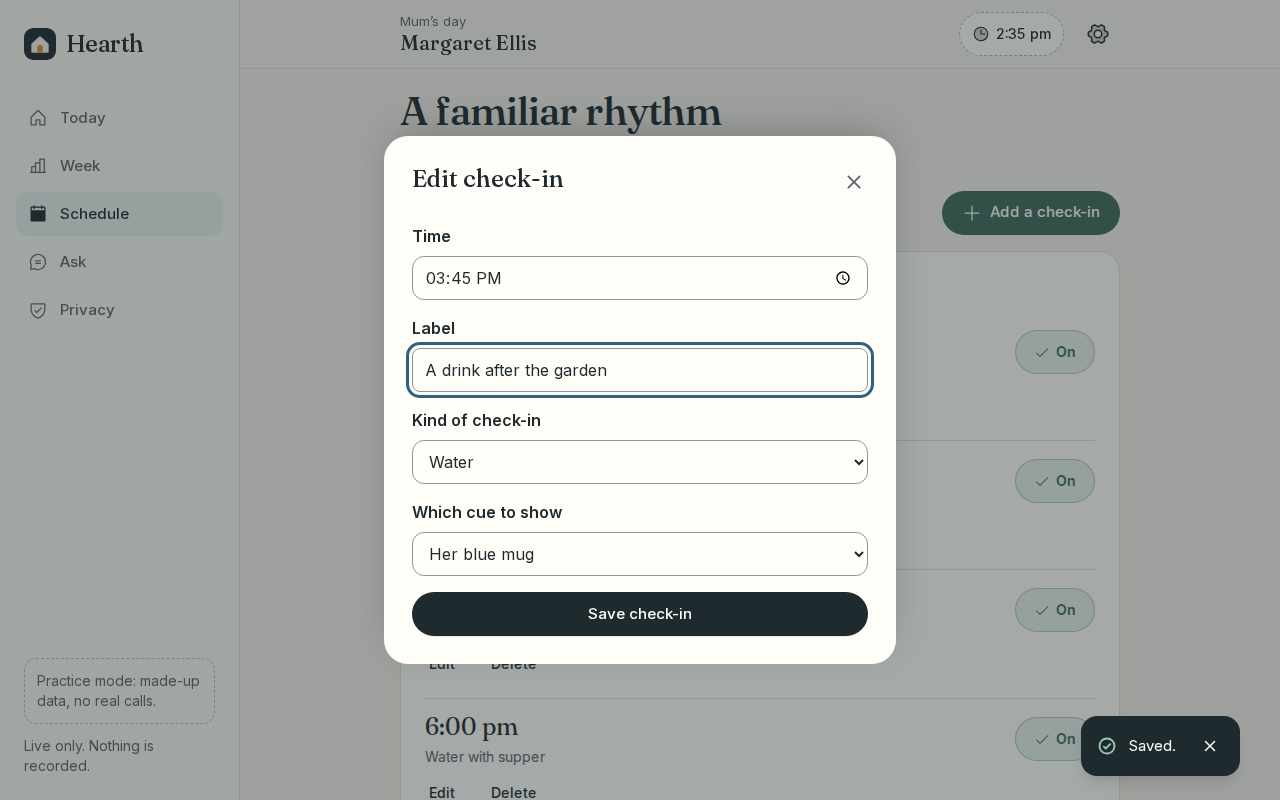 Hearth
Today
Week
Schedule
Ask
Privacy
Practice mode: made-up
data, no real calls.
Live only. Nothing is
recorded.
Mum's day
Margaret Ellis
2:35 pm
A familiar rhythm
Add a check-in
On
On
On
Edit Delete
6:00 pm
Water with supper
On
Edit Delete
Edit check-in
Time
03:45 PM
Label
A drink after the garden
Kind of check-in
Water
Which cue to show
Her blue mug
Save check-in
Saved.